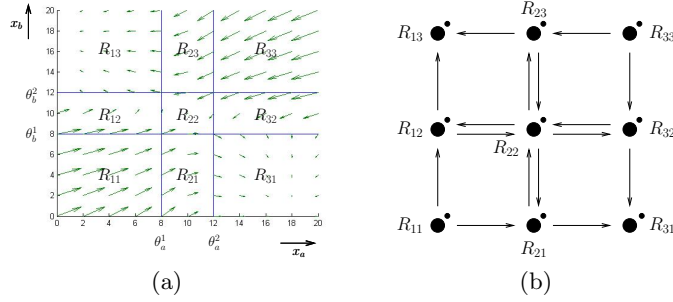 x_b
20
18
16
14
12
10
8
6
4
2
0
θ_b^2
θ_b^1
R_13 R_23 R_33
R_12 R_22 R_32
R_11 R_21 R_31
0 2 4 6 8 10 12 14 16 18 20
θ_a^1 θ_a^2
x_a
(a)
R_23
R_13 R_33
R_12 R_32
R_22
R_11 R_31
R_21
(b)